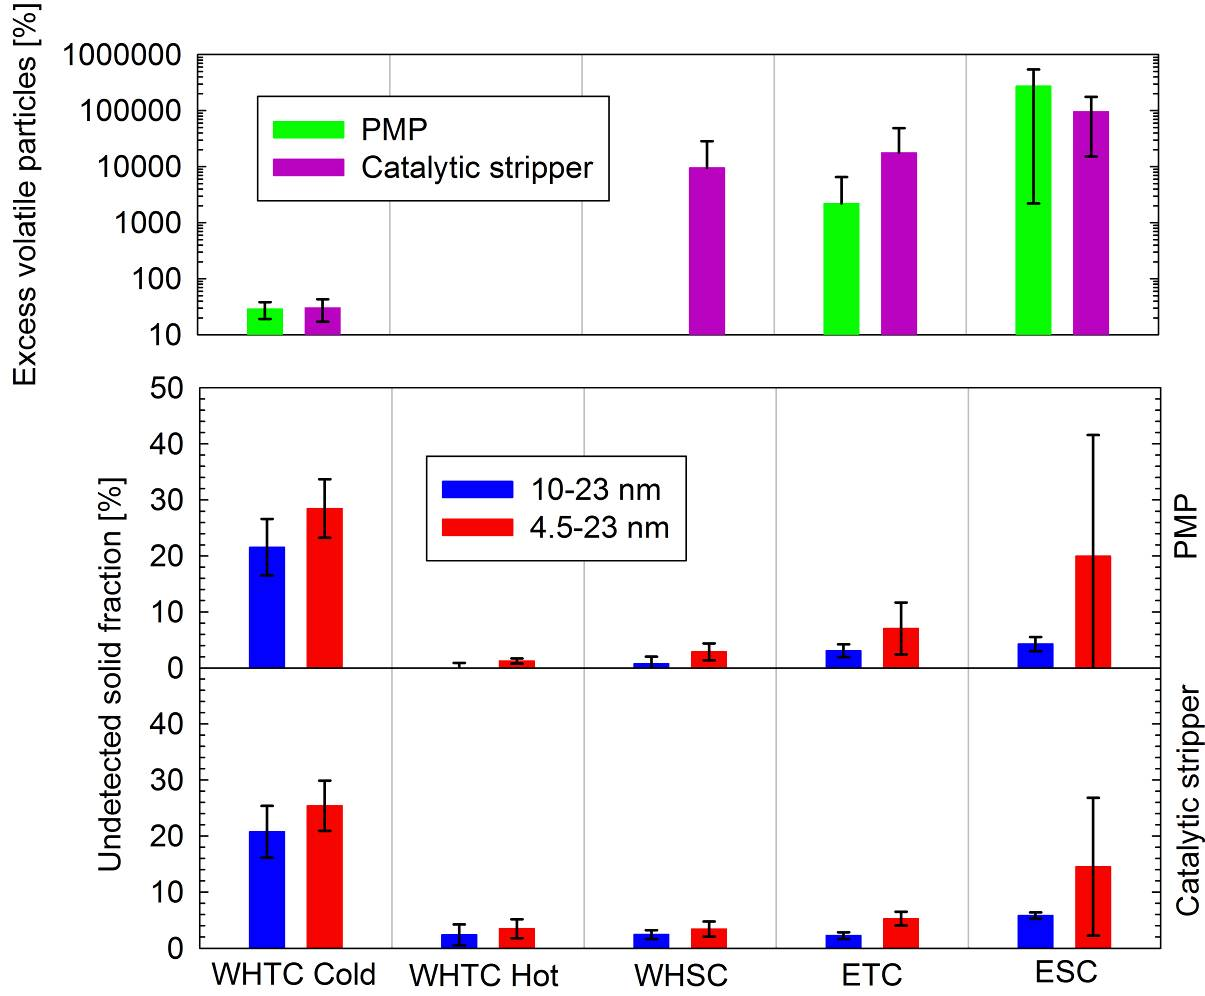 Excess volatile particles [%]
1000000
100000
10000
1000
100
10
PMP
Catalytic stripper
Undetected solid fraction [%]
50
40
30
20
10
0
10-23 nm
4.5-23 nm
PMP
40
30
20
10
0
Catalytic stripper
WHTC Cold WHTC Hot WHSC ETC ESC